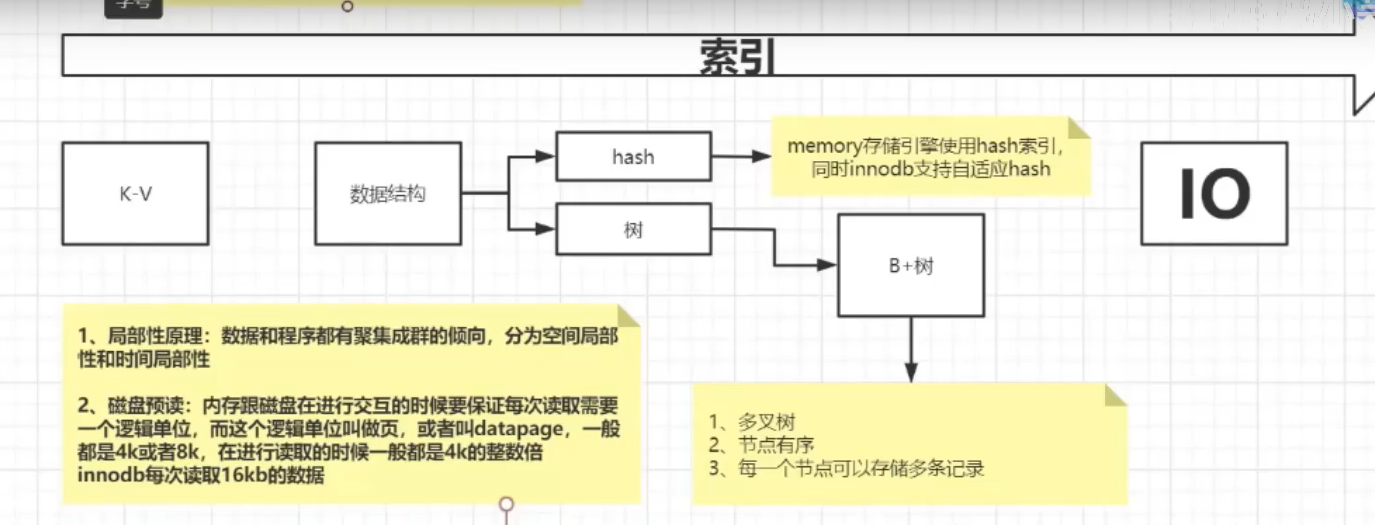 字号
索引
K-V
数据结构
hash
树
memory存储引擎使用hash索引，
同时innodb支持自适应hash
B+树
IO
1、局部性原理：数据和程序都有聚集成群的倾向，分为空间局部
性和时间局部性
2、磁盘预读：内存跟磁盘在进行交互的时候要保证每次读取需要
一个逻辑单位，而这个逻辑单位叫做页，或者叫datapage，一般
都是4k或者8k，在进行读取的时候一般都是4k的整数倍
innodb每次读取16kb的数据
1、多叉树
2、节点有序
3、每一个节点可以存储多条记录